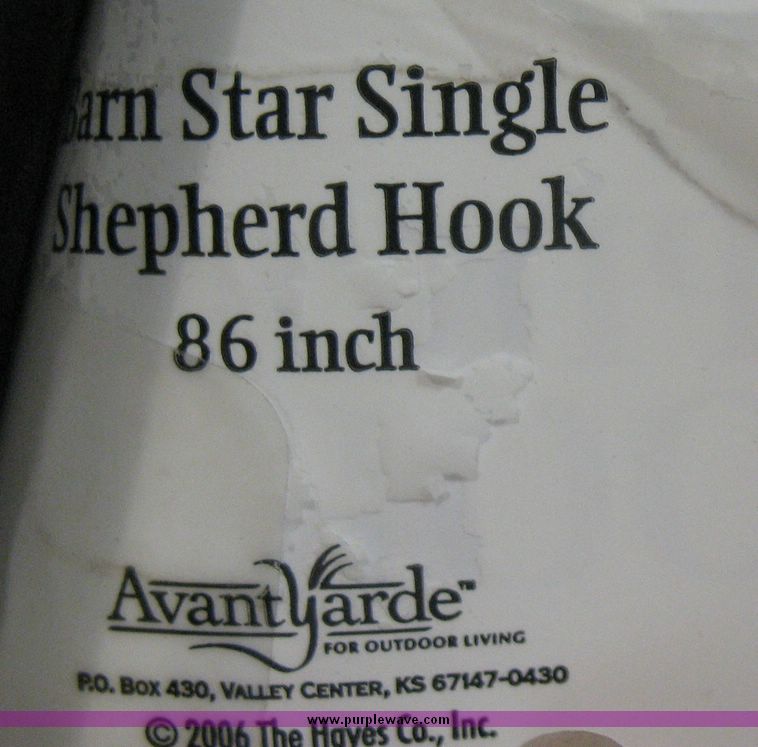 Barn Star Single
Shepherd Hook
86 inch
AvantYarde™
FOR OUTDOOR LIVING
P.O. BOX 430, VALLEY CENTER, KS 67147-0430
www.purplewave.com
© 2006 The Hayes Co., Inc.